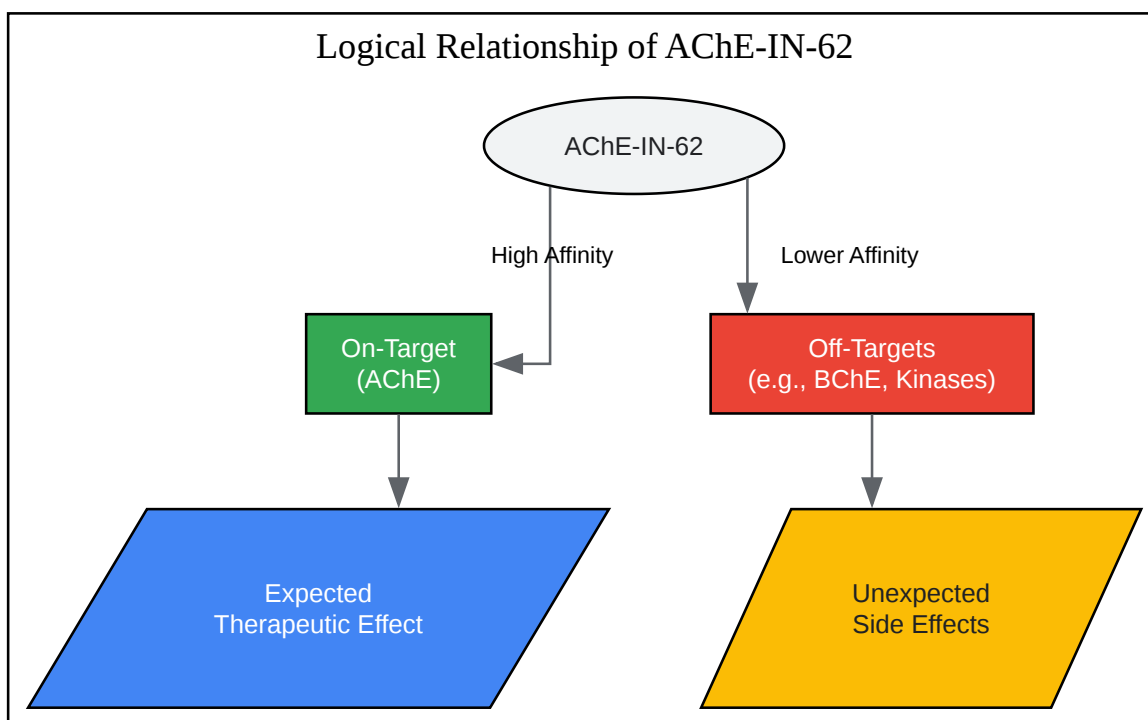 Logical Relationship of AChE-IN-62
AChE-IN-62
High Affinity
Lower Affinity
On-Target
(AChE)
Off-Targets
(e.g., BChE, Kinases)
Expected
Therapeutic Effect
Unexpected
Side Effects